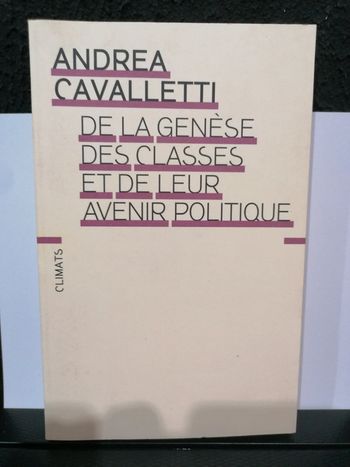 ANDREA
CAVALLETTI
DE LA GENÈSE
DES CLASSES
ET DE LEUR
AVENIR POLITIQUE
CLIMATS